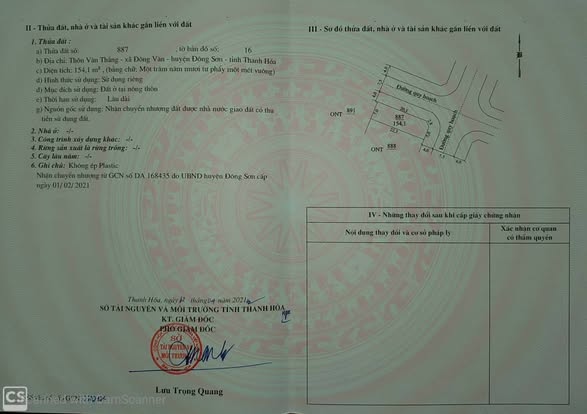 II - Thửa đất, nhà ở và tài sản khác gắn liền với đất
1. Thửa đất:
a) Thửa đất số: 887 , tờ bản đồ số: 16
b) Địa chỉ: Thôn Văn Thắng - xã Đông Văn - huyện Đông Sơn - tỉnh Thanh Hóa
c) Diện tích: 154,1 m², (bằng chữ: Một trăm năm mươi tư phẩy một mét vuông)
d) Hình thức sử dụng: Sử dụng riêng
đ) Mục đích sử dụng: Đất ở tại nông thôn
e) Thời hạn sử dụng: Lâu dài
g) Nguồn gốc sử dụng: Nhận chuyển nhượng đất được nhà nước giao đất có thu
tiền sử dụng đất.
2. Nhà ở: -/-
3. Công trình xây dựng khác: -/-
4. Rừng sản xuất là rừng trồng: -/-
5. Cây lâu năm: -/-
6. Ghi chú: Không ép Plastic
Nhận chuyển nhượng từ GCN số DA 168435 do UBND huyện Đông Sơn cấp
ngày 01/ 02/ 2021
Thanh Hóa, ngày tháng năm 2021
SỞ TÀI NGUYÊN VÀ MÔI TRƯỜNG TỈNH THANH HÓA
KT. GIÁM ĐỐC
PHÓ GIÁM ĐỐC
SỞ
TÀI NGUYÊN VÀ
MÔI TRƯỜNG
Lưu Trọng Quang
CS
III - Sơ đồ thửa đất, nhà ở và tài sản khác gắn liền với đất
Đường quy hoạch
ONT 891
887
154,1
ONT 888
Đường quy hoạch
IV - Những thay đổi sau khi cấp giấy chứng nhận
Nội dung thay đổi và cơ sở pháp lý
Xác nhận cơ quan
có thẩm quyền